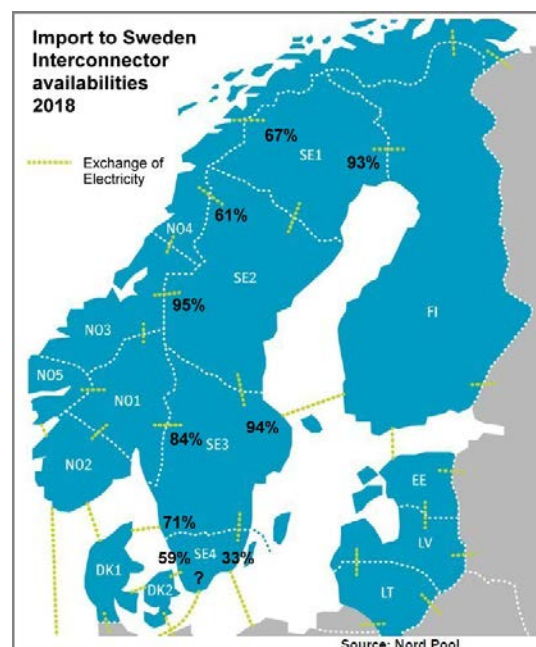 Import to Sweden
Interconnector
availabilities
2018
Exchange of
Electricity
67%
SE1
93%
61%
NO4
SE2
95%
FI
NO3
NO5
NO1
84%
SE3
94%
NO2
EE
71%
LV
DK1
59%
SE4
33%
DK2
?
LT
Source: Nord Pool